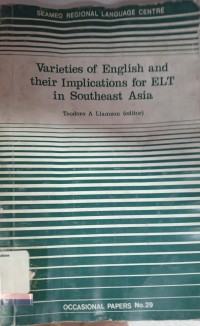 SEAMEO REGIONAL LANGUAGE CENTRE
Varieties of English and
their Implications for ELT
in Southeast Asia
Teodoro A Llamzon (editor)
OCCASIONAL PAPERS No.29